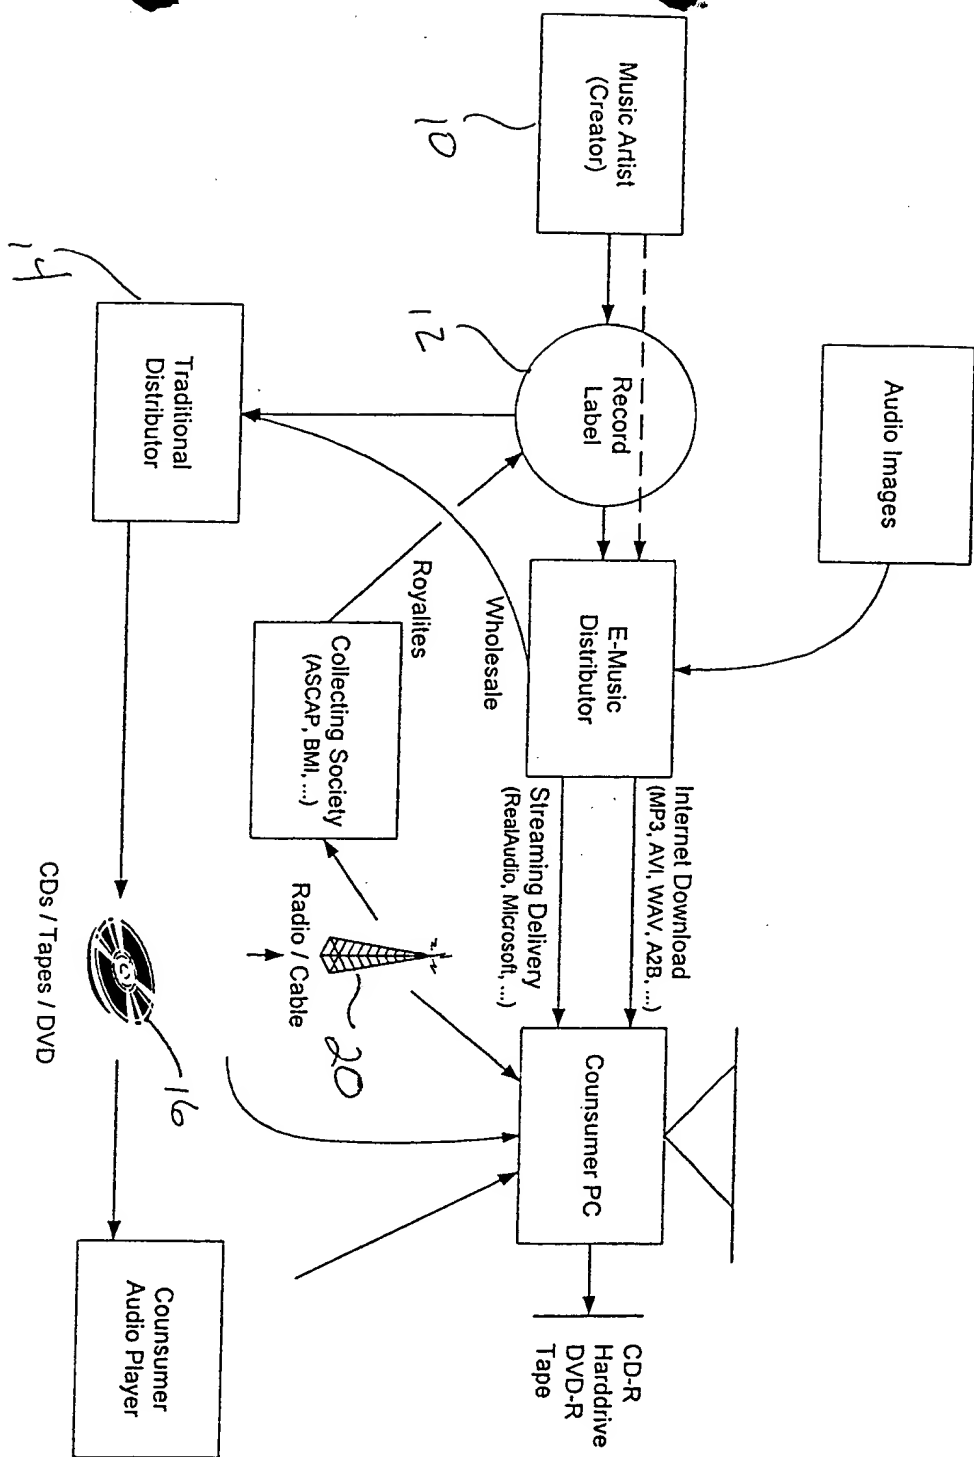 Music Artist
(Creator)
10
Record
Label
12
Audio Images
E-Music
Distributor
Traditional
Distributor
14
Wholesale
Royalites
Collecting Society
(ASCAP, BMI, ...)
Internet Download
(MP3, AVI, WAV, A2B, ...)
Streaming Delivery
(RealAudio, Microsoft, ...)
Radio / Cable
20
CDs / Tapes / DVD
16
Counsumer PC
CD-R
Harddrive
DVD-R
Tape
Counsumer
Audio Player